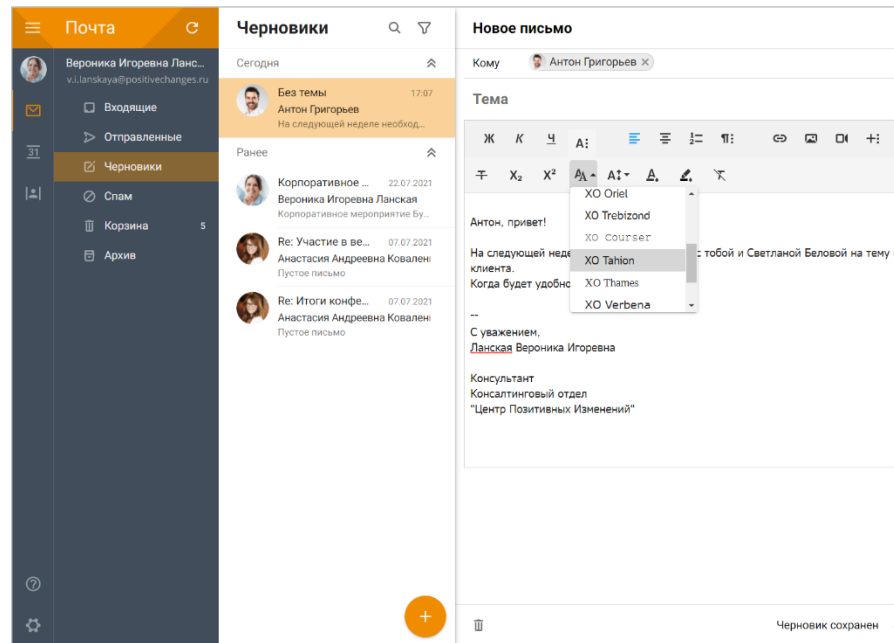 Почта
Вероника Игоревна Ланс...
v.i.lanskaya@positivechanges.ru
Входящие
Отправленные
31
Черновики
Спам
Корзина 5
Архив
Черновики
Сегодня
Без темы 17:07
Антон Григорьев
На следующей неделе необход...
Ранее
Корпоративное ... 22.07.2021
Вероника Игоревна Ланская
Корпоративное мероприятие Бу...
Re: Участие в ве... 07.07.2021
Анастасия Андреевна Ковален
Пустое письмо
Re: Итоги конфе... 07.07.2021
Анастасия Андреевна Ковален
Пустое письмо
Новое письмо
Кому Антон Григорьев ×
Тема
Ж К Ч A
Т X₂ X² AA A A
XO Oriel
XO Trebizond
XO Courser
XO Tahion
XO Thames
XO Verbena
Антон, привет!
На следующей неде с тобой и Светланой Беловой на тему
клиента.
Когда будет удобно
--
С уважением,
Ланская Вероника Игоревна
Консультант
Консалтинговый отдел
"Центр Позитивных Изменений"
Черновик сохранен